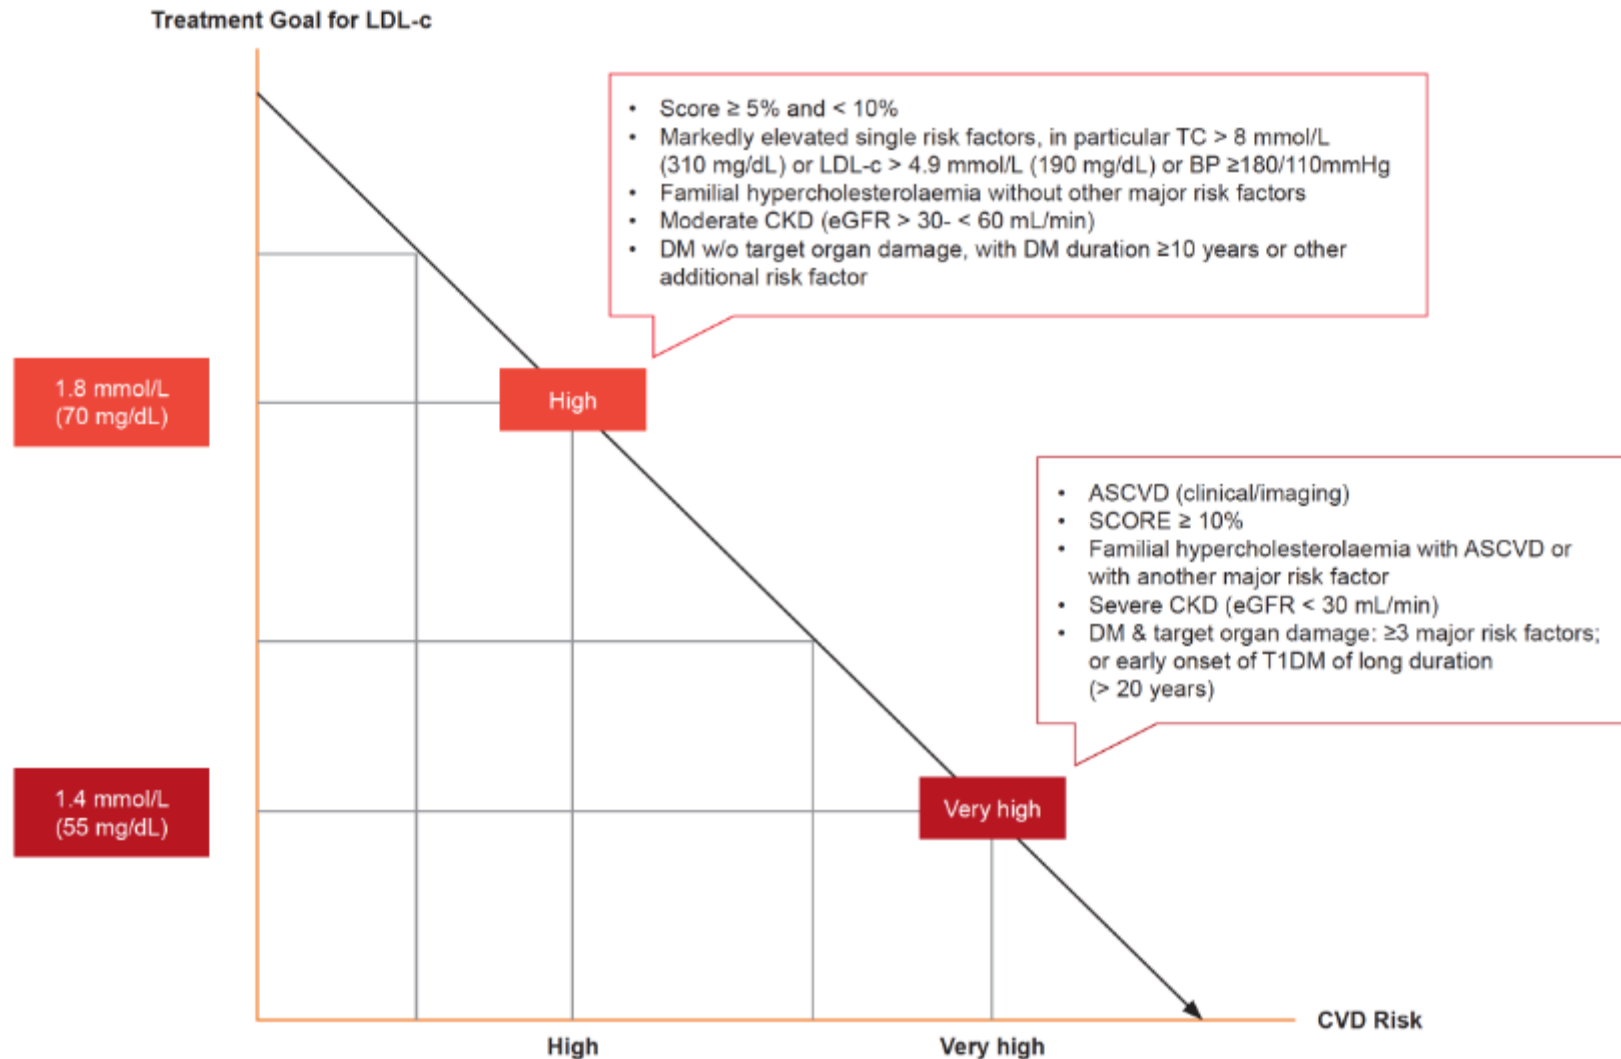 Treatment Goal for LDL-c
• Score ≥ 5% and < 10%
• Markedly elevated single risk factors, in particular TC > 8 mmol/L
(310 mg/dL) or LDL-c > 4.9 mmol/L (190 mg/dL) or BP ≥180/110mmHg
• Familial hypercholesterolaemia without other major risk factors
• Moderate CKD (eGFR > 30- < 60 mL/min)
• DM w/o target organ damage, with DM duration ≥10 years or other
additional risk factor
1.8 mmol/L
(70 mg/dL)
High
• ASCVD (clinical/imaging)
• SCORE ≥ 10%
• Familial hypercholesterolaemia with ASCVD or
with another major risk factor
• Severe CKD (eGFR < 30 mL/min)
• DM & target organ damage: ≥3 major risk factors;
or early onset of T1DM of long duration
(> 20 years)
1.4 mmol/L
(55 mg/dL)
Very high
CVD Risk
High
Very high